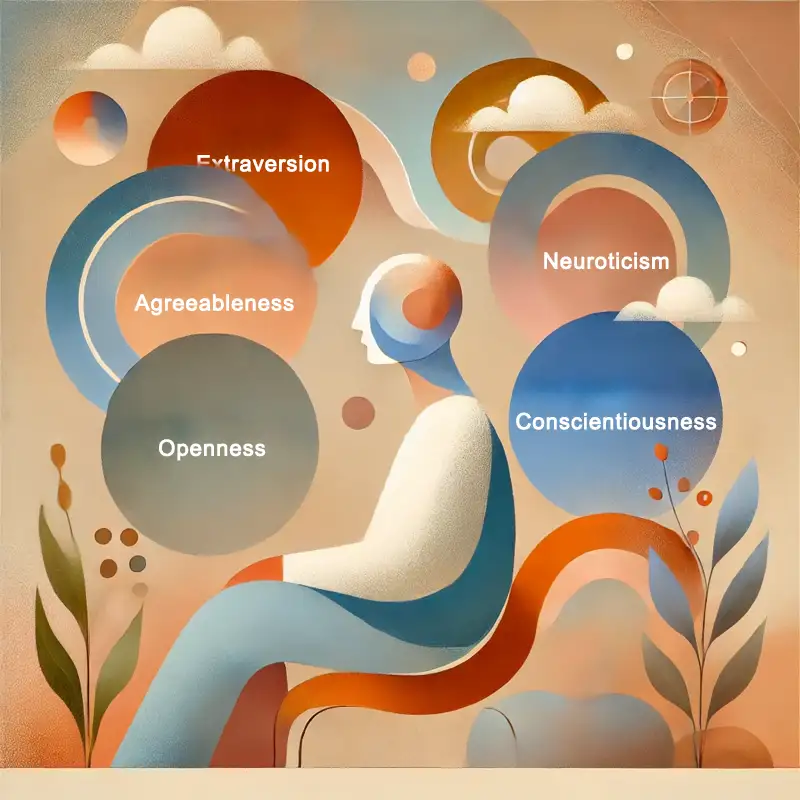 Extraversion
Neuroticism
Agreeableness
Conscientiousness
Openness